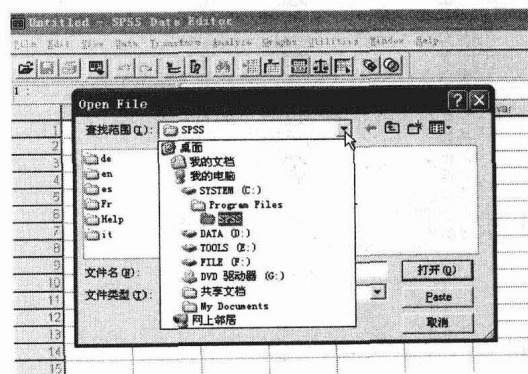 Untitled - SPSS Data Editor
File Edit View Data Transform Analyze Graphs Utilities Window Help
1 :
var
Open File
查找范围(I): SPSS
桌面
我的文档
我的电脑
SYSTEM (C:)
Program Files
SPSS
DATA (D:)
TOOLS (E:)
FILE (F:)
DVD 驱动器 (G:)
共享文档
My Documents
网上邻居
de
en
es
Fr
Help
it
文件名(N):
文件类型(T):
打开(O)
Paste
取消
1
2
3
4
5
6
7
8
9
10
11
12
13
14
15